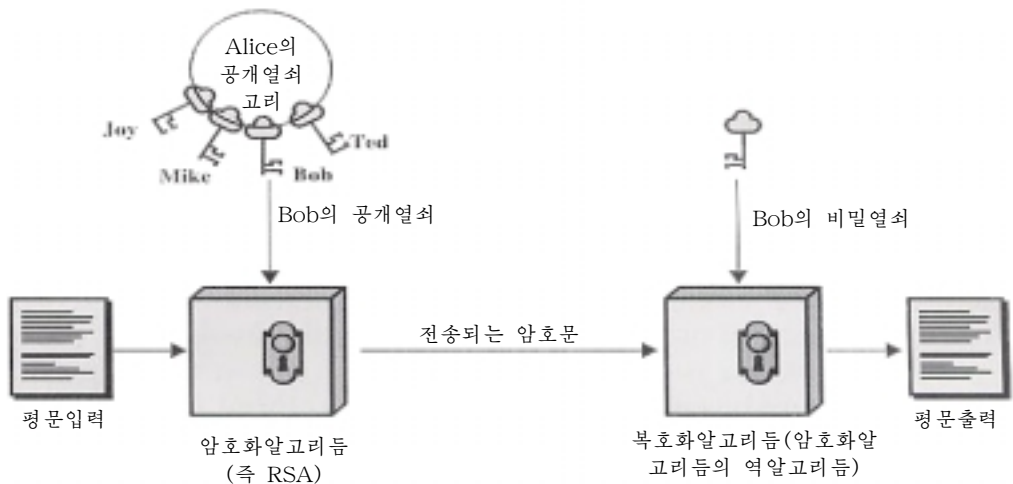 Alice의
공개열쇠
고리
Joy
Mike
Bob
Ted
Bob의 공개열쇠
Bob의 비밀열쇠
전송되는 암호문
평문입력
암호화알고리듬
(즉 RSA)
복호화알고리듬(암호화알
고리듬의 역알고리듬)
평문출력